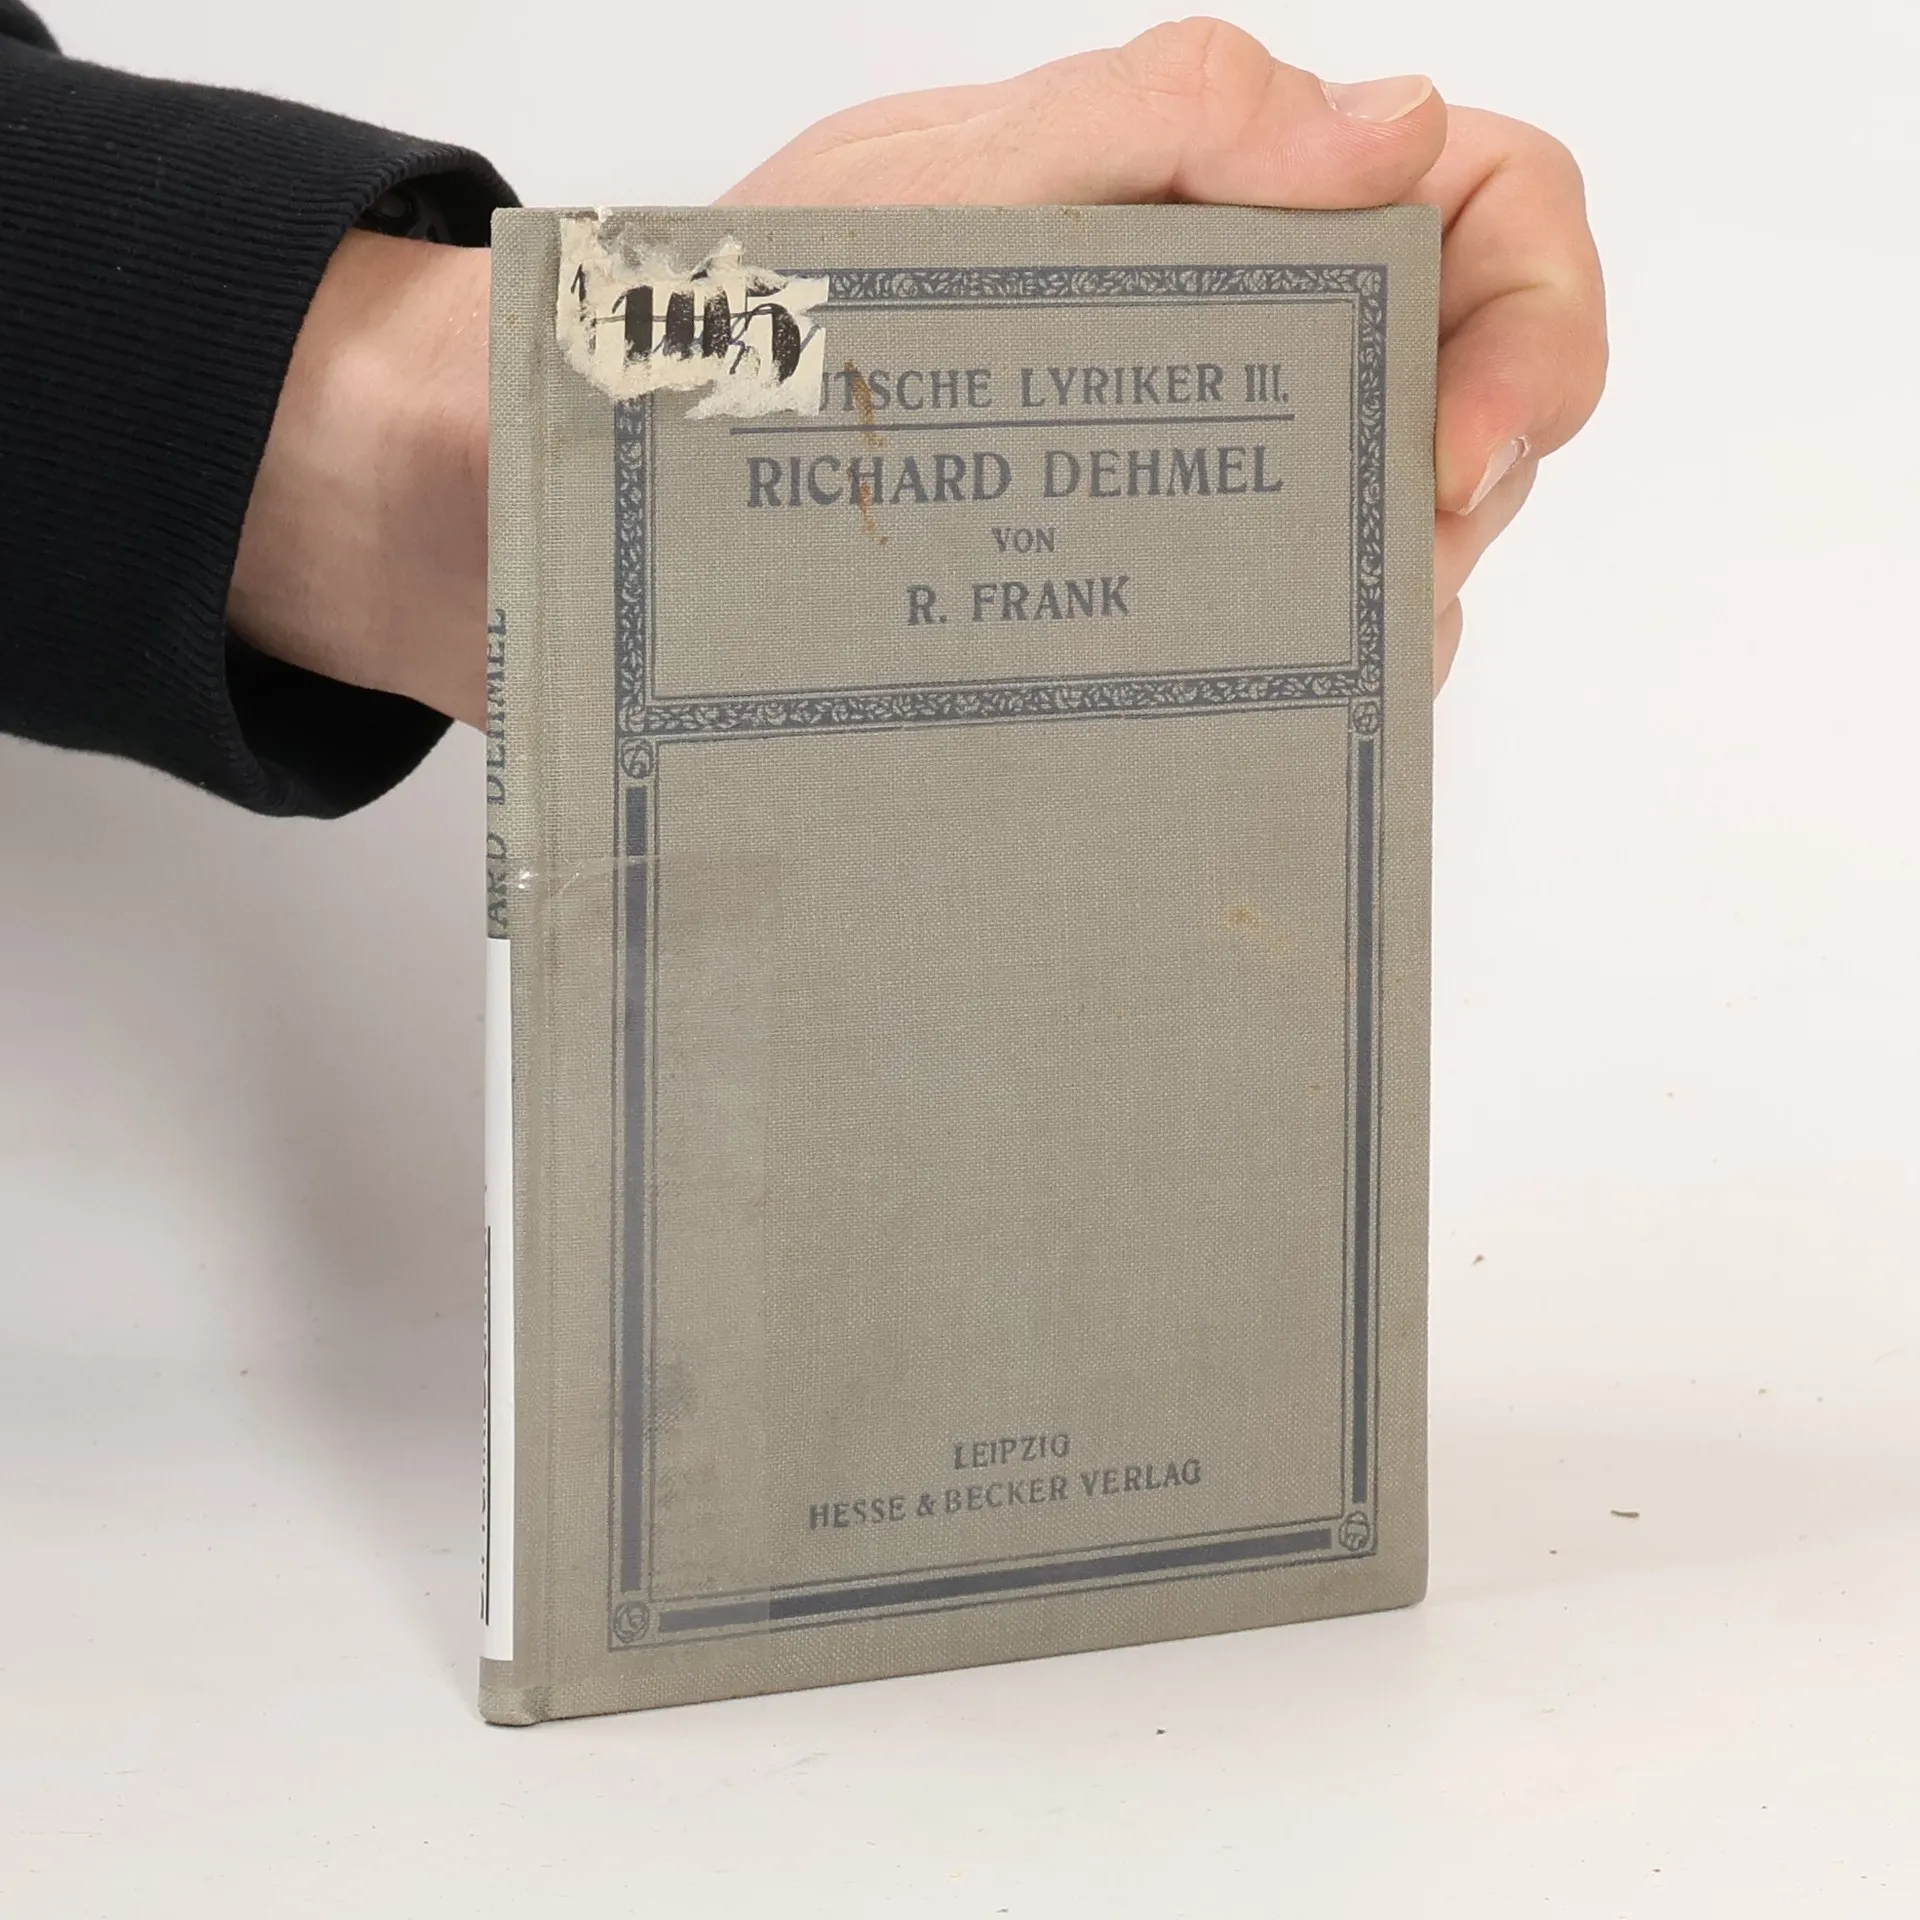 UTSCHE LYRIKER III.
RICHARD DEHMEL
VON
R. FRANK
LEIPZIG
HESSE & BECKER VERLAG
ARD DEHMEL